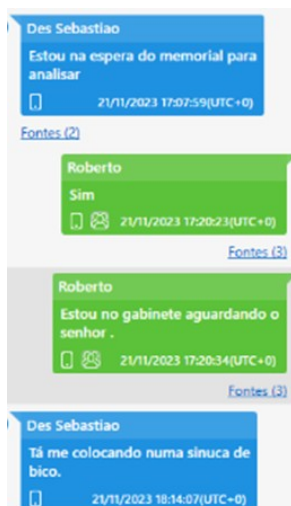 Des Sebastiao
Estou na espera do memorial para
analisar
21/11/2023 17:07:59(UTC+0)
Fontes (2)
Roberto
Sim
21/11/2023 17:20:23(UTC+0)
Fontes (3)
Roberto
Estou no gabinete aguardando o
senhor .
21/11/2023 17:20:34(UTC+0)
Fontes (3)
Des Sebastiao
Tá me colocando numa sinuca de
bico.
21/11/2023 18:14:07(UTC+0)